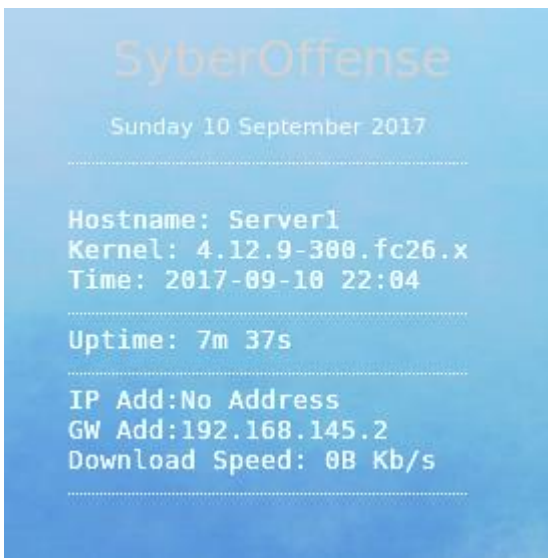 SyberOffense
Sunday 10 September 2017
Hostname: Server1
Kernel: 4.12.9-300.fc26.x
Time: 2017-09-10 22:04
Uptime: 7m 37s
IP Add:No Address
GW Add:192.168.145.2
Download Speed: 0B Kb/s